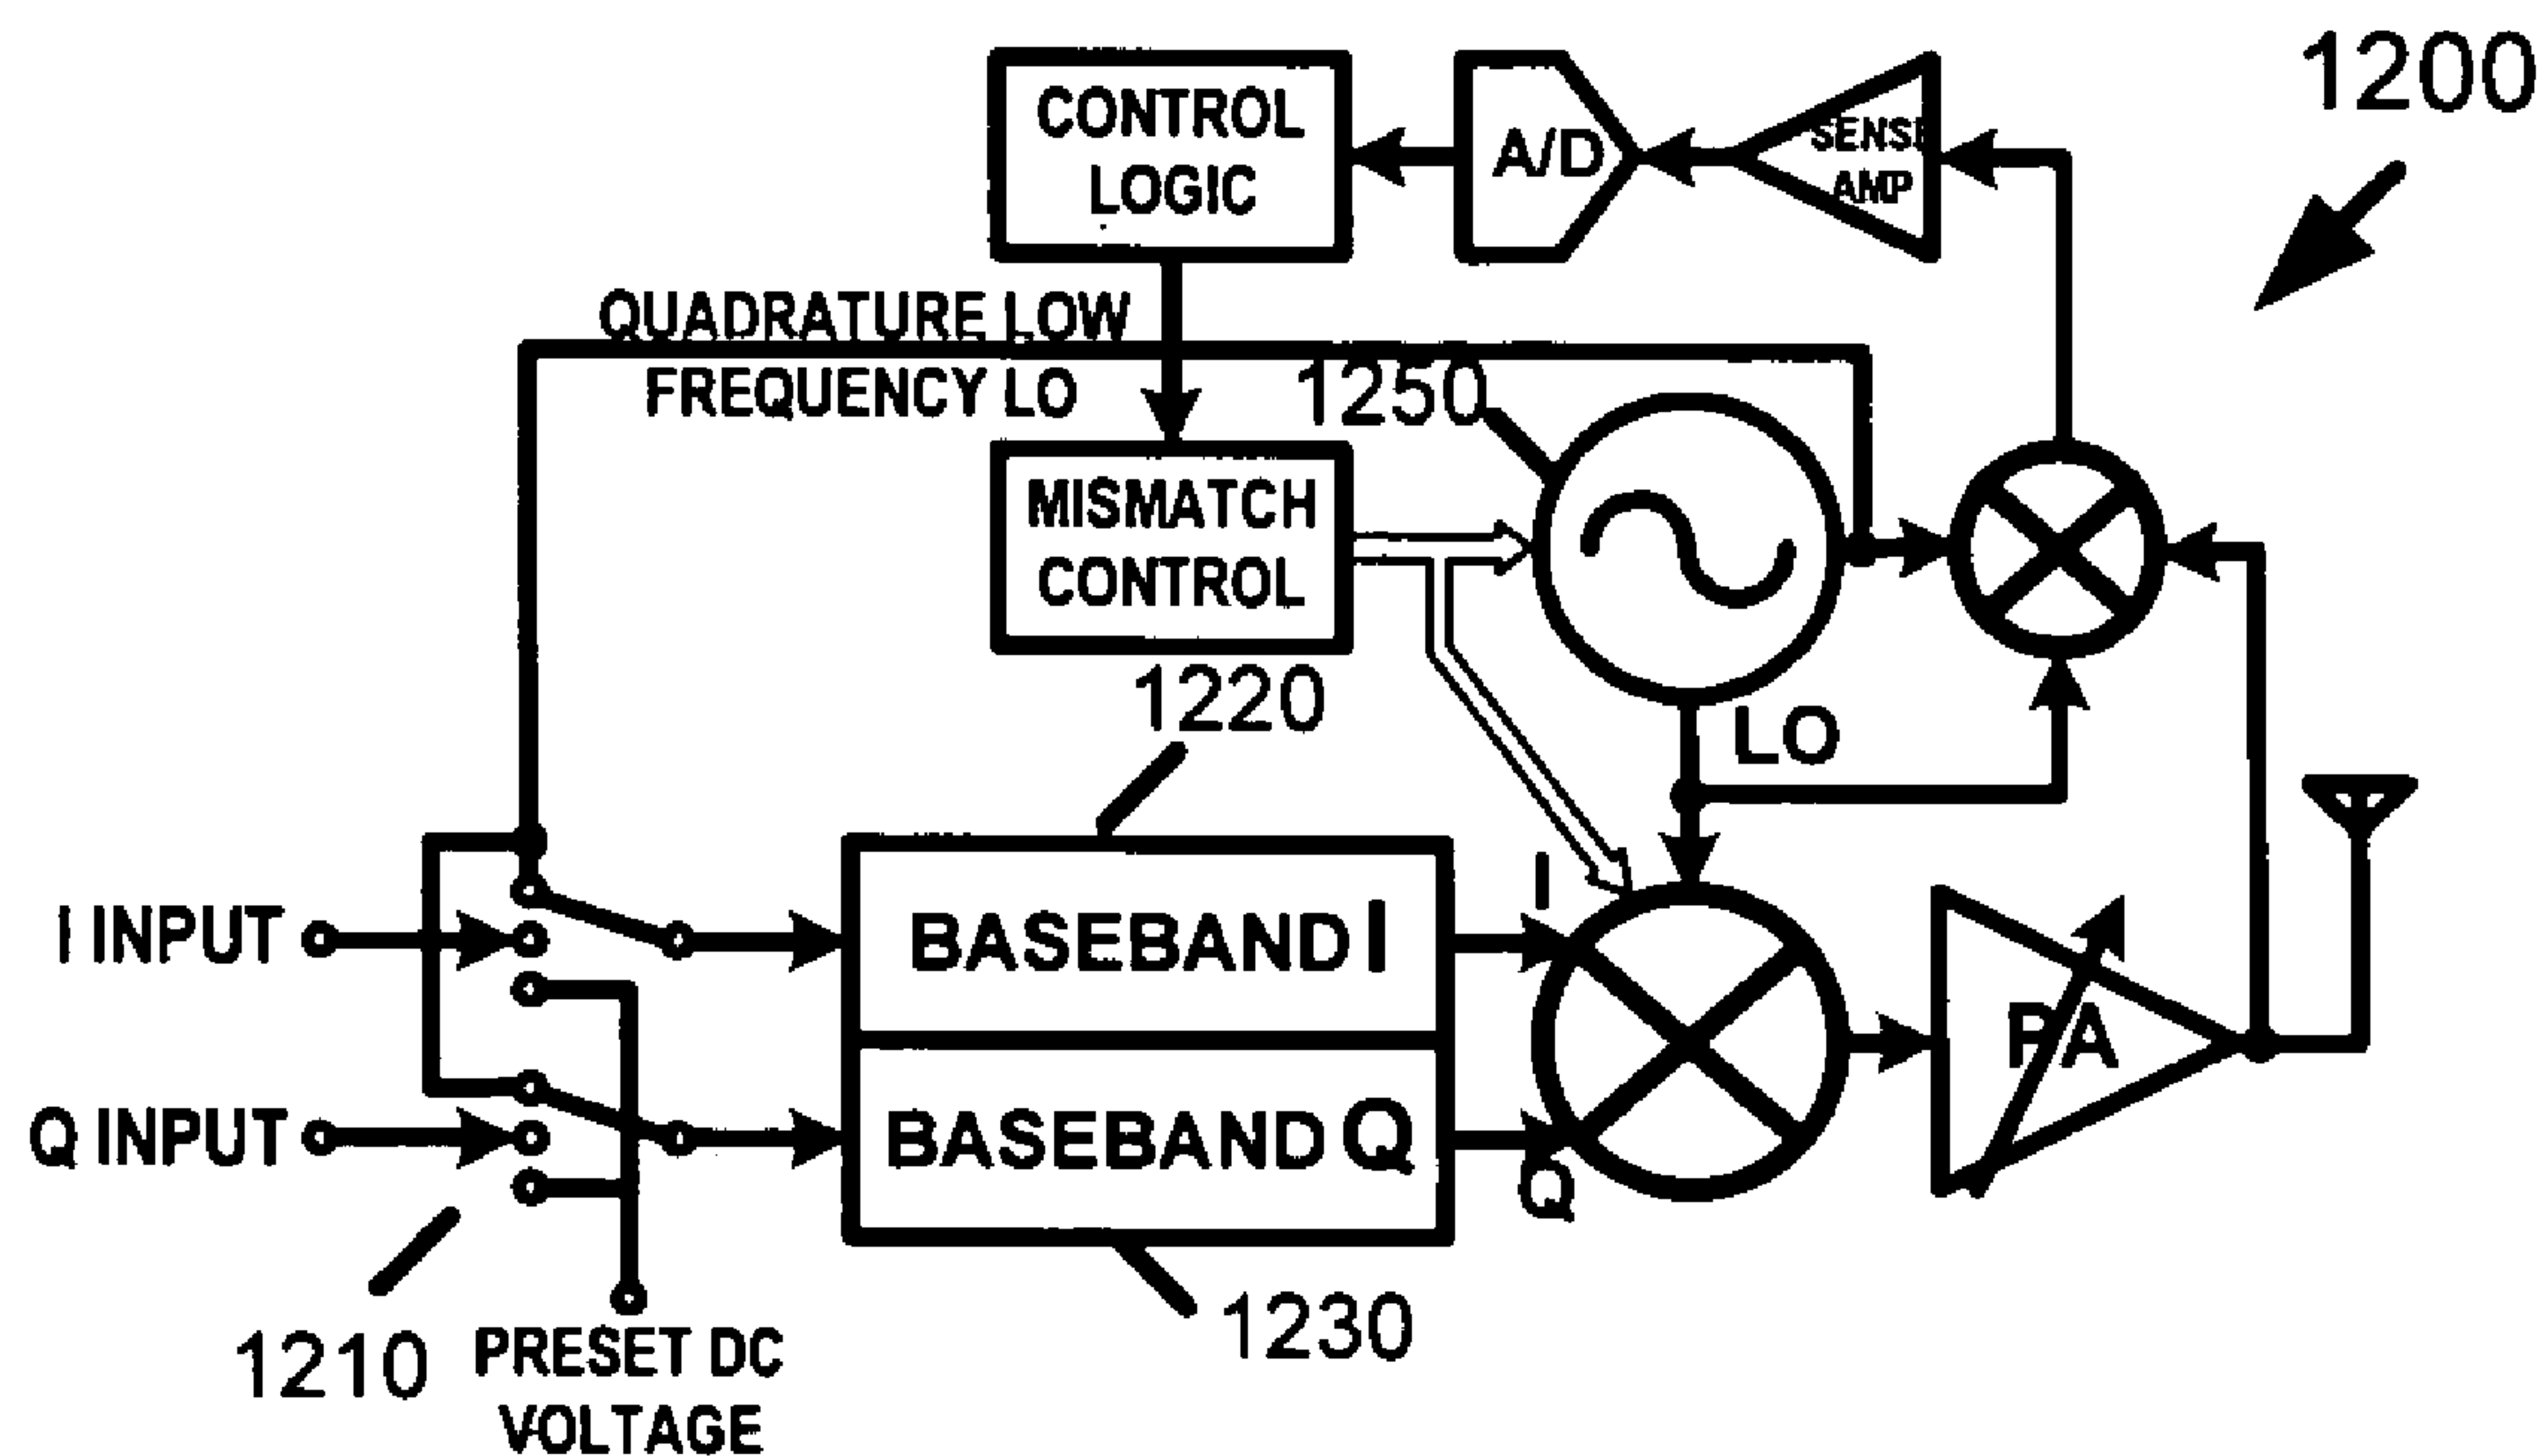 1200
CONTROL
LOGIC
A/D
SENSE
AMP
QUADRATURE LOW
FREQUENCY LO
1250
MISMATCH
CONTROL
1220
LO
I INPUT
BASEBAND I
I
PA
Q INPUT
BASEBAND Q
Q
1210
PRESET DC
VOLTAGE
1230